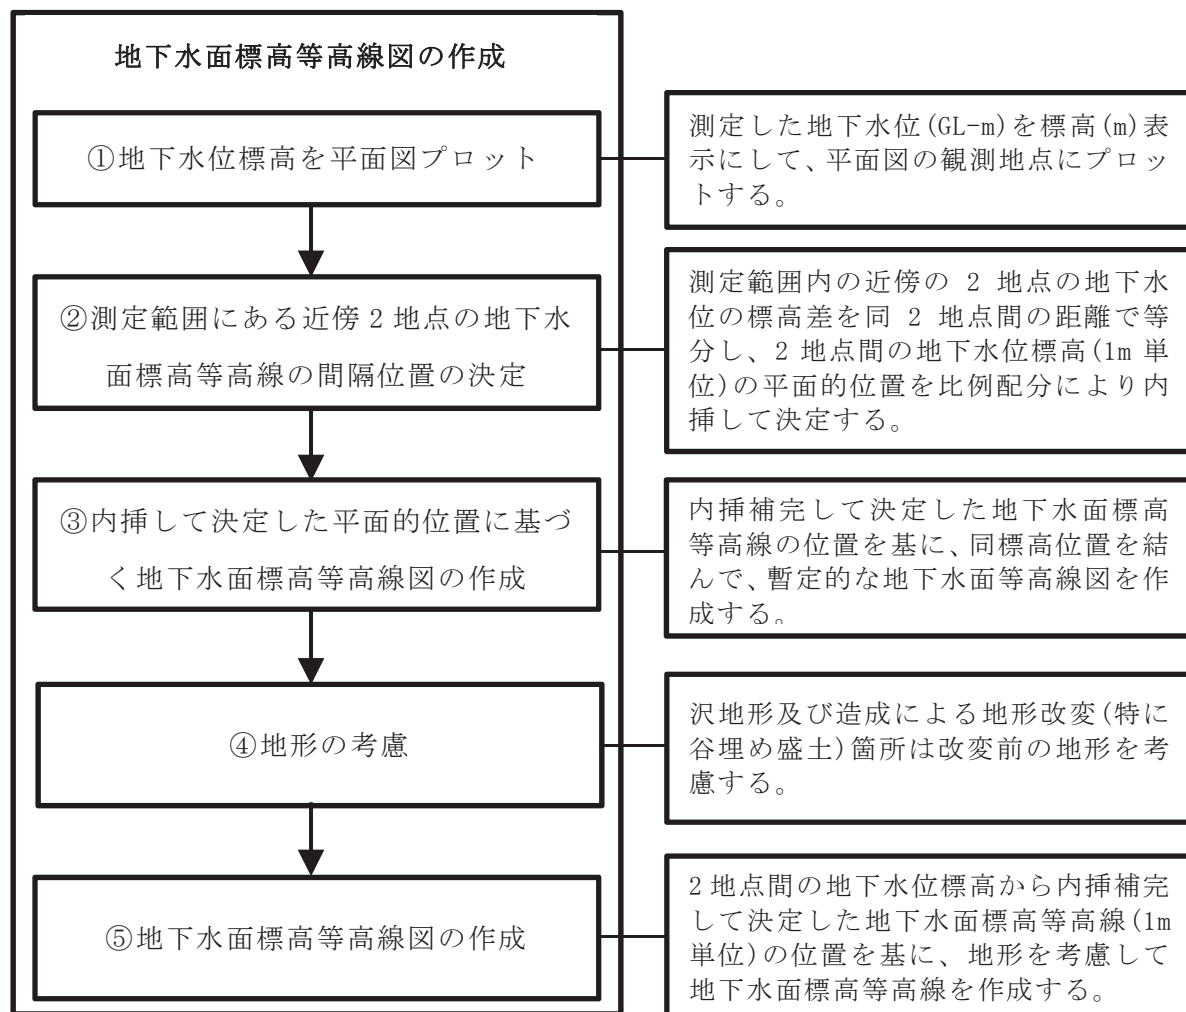 地下水面標高等高線図の作成
①地下水位標高を平面図プロット
測定した地下水位(GL-m)を標高(m)表
示にして、平面図の観測地点にプロッ
トする。
②測定範囲にある近傍2地点の地下水
面標高等高線の間隔位置の決定
測定範囲内の近傍の 2 地点の地下水
位の標高差を同 2 地点間の距離で等
分し、2 地点間の地下水位標高(1m 単
位)の平面的位置を比例配分により内
挿して決定する。
③内挿して決定した平面的位置に基づ
く地下水面標高等高線図の作成
内挿補完して決定した地下水面標高
等高線の位置を基に、同標高位置を結
んで、暫定的な地下水面等高線図を作
成する。
④地形の考慮
沢地形及び造成による地形改変(特に
谷埋め盛土)箇所は改変前の地形を考
慮する。
⑤地下水面標高等高線図の作成
2 地点間の地下水位標高から内挿補完
して決定した地下水面標高等高線(1m
単位)の位置を基に、地形を考慮して
地下水面標高等高線を作成する。